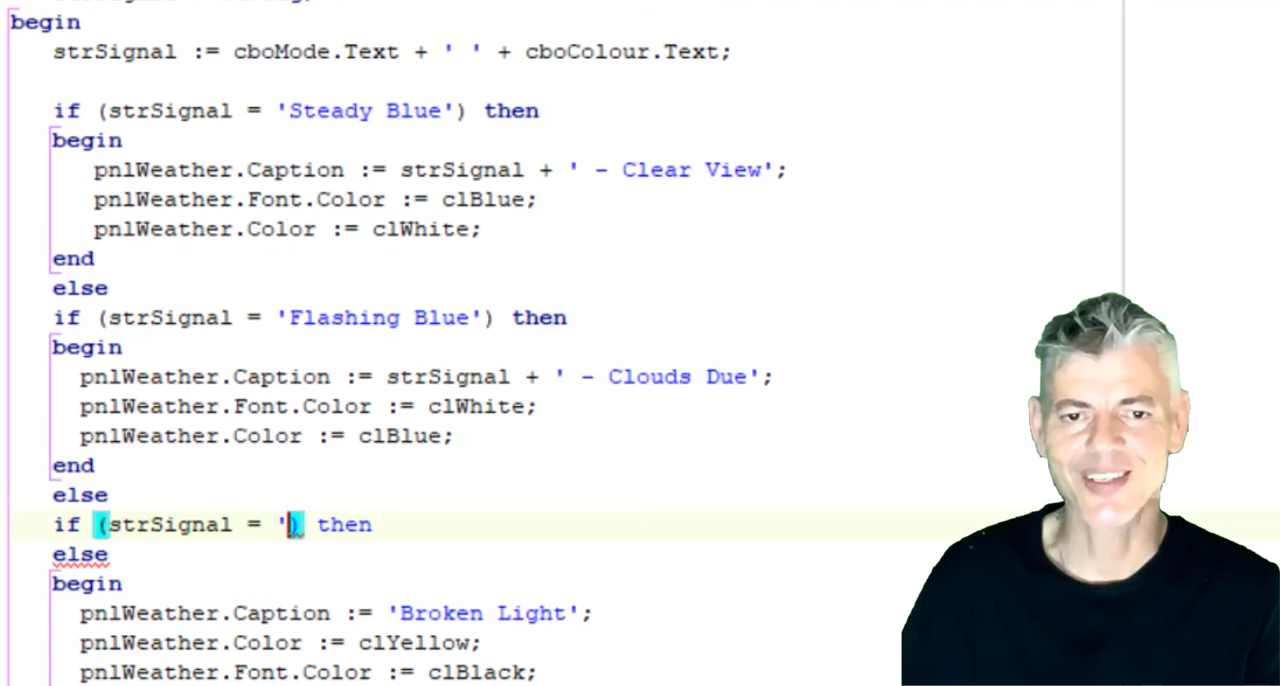 begin
strSignal := cboMode.Text + ' ' + cboColour.Text;
if (strSignal = 'Steady Blue') then
begin
pnlWeather.Caption := strSignal + ' - Clear View';
pnlWeather.Font.Color := clBlue;
pnlWeather.Color := clWhite;
end
else
if (strSignal = 'Flashing Blue') then
begin
pnlWeather.Caption := strSignal + ' - Clouds Due';
pnlWeather.Font.Color := clWhite;
pnlWeather.Color := clBlue;
end
else
if (strSignal = ') then
else
begin
pnlWeather.Caption := 'Broken Light';
pnlWeather.Color := clYellow;
pnlWeather.Font.Color := clBlack;